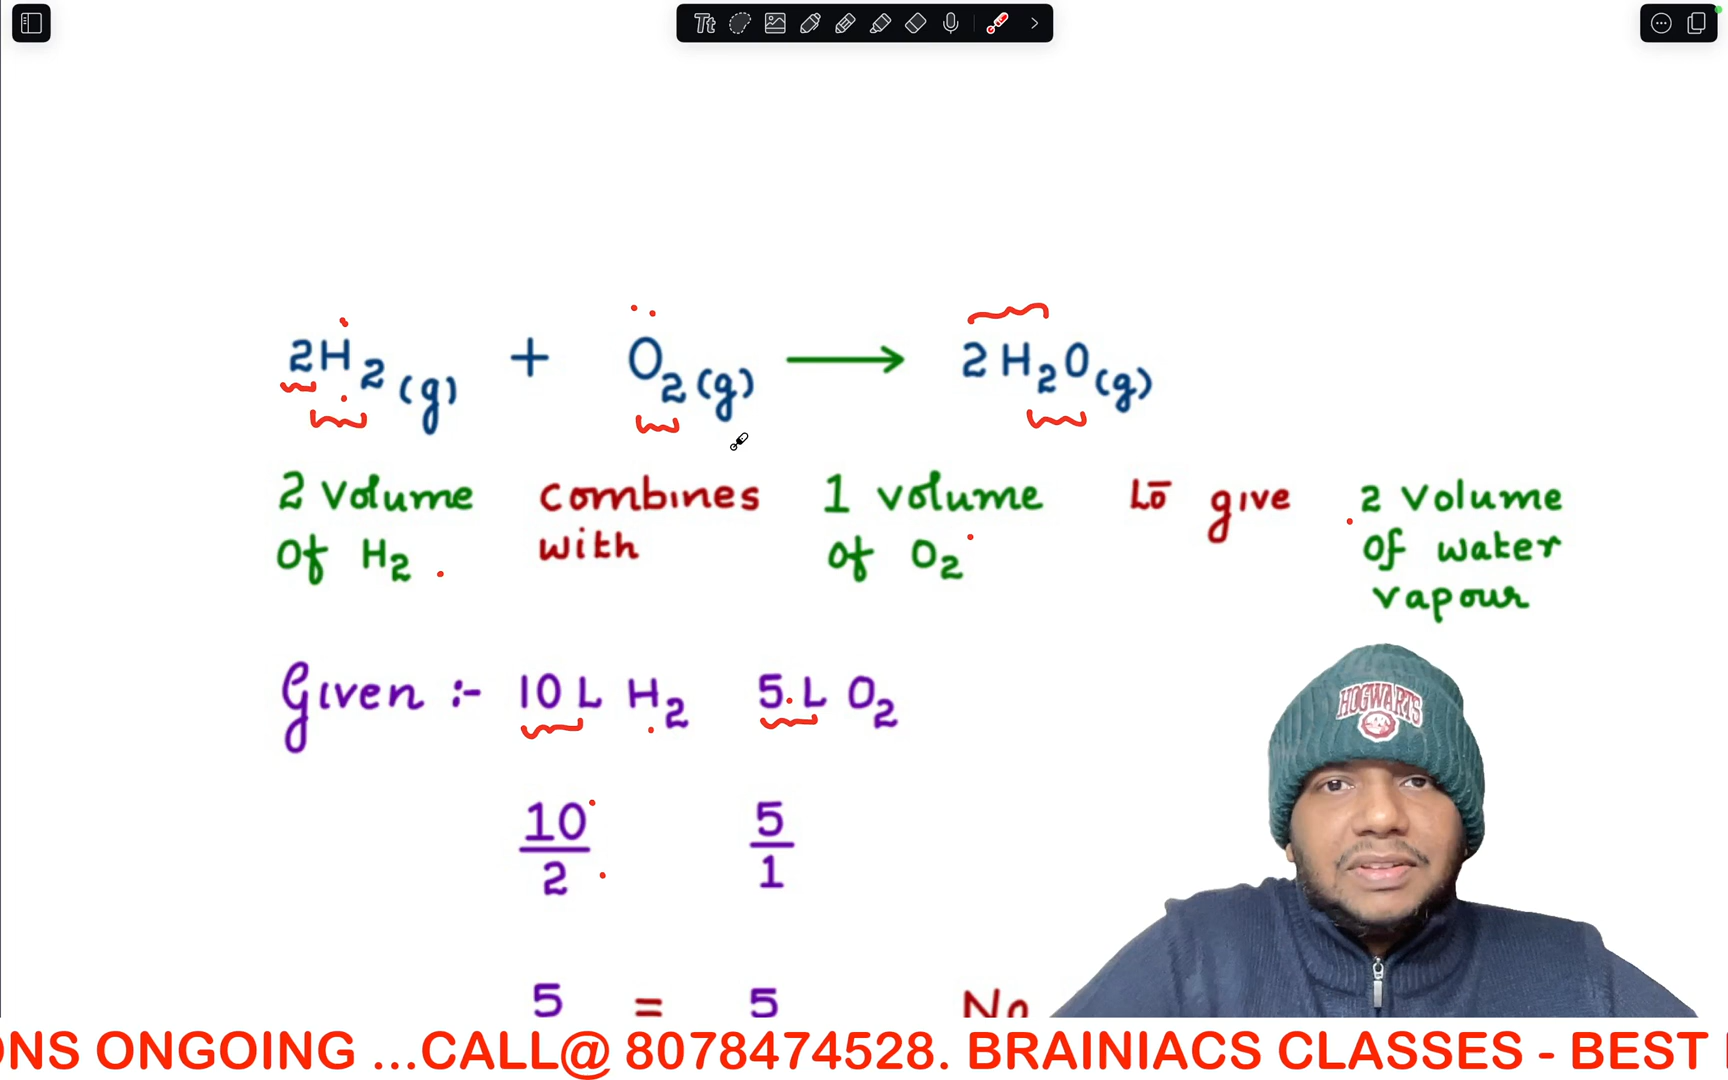 Tt
2H₂(g) + O₂(g) ⟶ 2H₂O(g)
2 Volume combines 1 volume to give 2 Volume
of H₂ with of O₂ of water
vapour
Given :- 10 L H₂ 5 L O₂
10/2 5/1
5 = 5 No
HOGWARTS
ONS ONGOING ...CALL@ 8078474528. BRAINIACS CLASSES - BEST